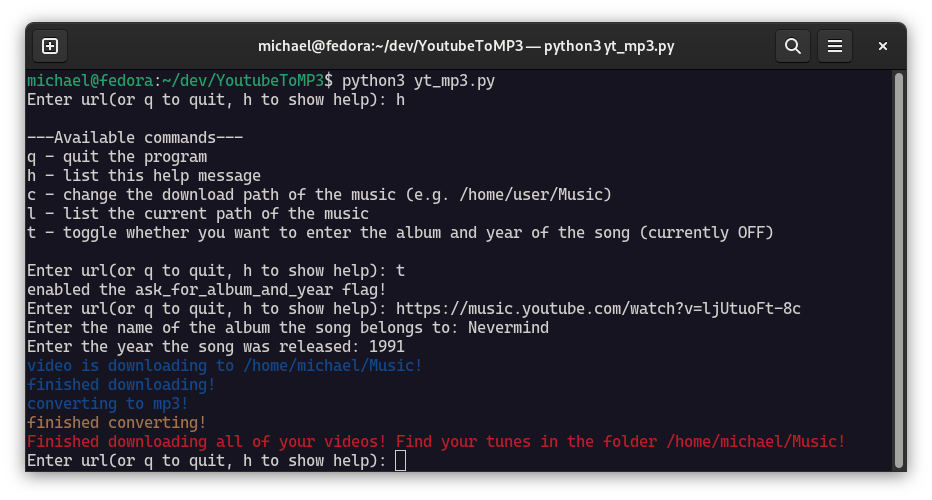 michael@fedora:~/dev/YoutubeToMP3 — python3 yt_mp3.py
michael@fedora:~/dev/YoutubeToMP3$ python3 yt_mp3.py
Enter url(or q to quit, h to show help): h
---Available commands---
q - quit the program
h - list this help message
c - change the download path of the music (e.g. /home/user/Music)
l - list the current path of the music
t - toggle whether you want to enter the album and year of the song (currently OFF)
Enter url(or q to quit, h to show help): t
enabled the ask_for_album_and_year flag!
Enter url(or q to quit, h to show help): https://music.youtube.com/watch?v=ljUtuoFt-8c
Enter the name of the album the song belongs to: Nevermind
Enter the year the song was released: 1991
video is downloading to /home/michael/Music!
finished downloading!
converting to mp3!
finished converting!
Finished downloading all of your videos! Find your tunes in the folder /home/michael/Music!
Enter url(or q to quit, h to show help):